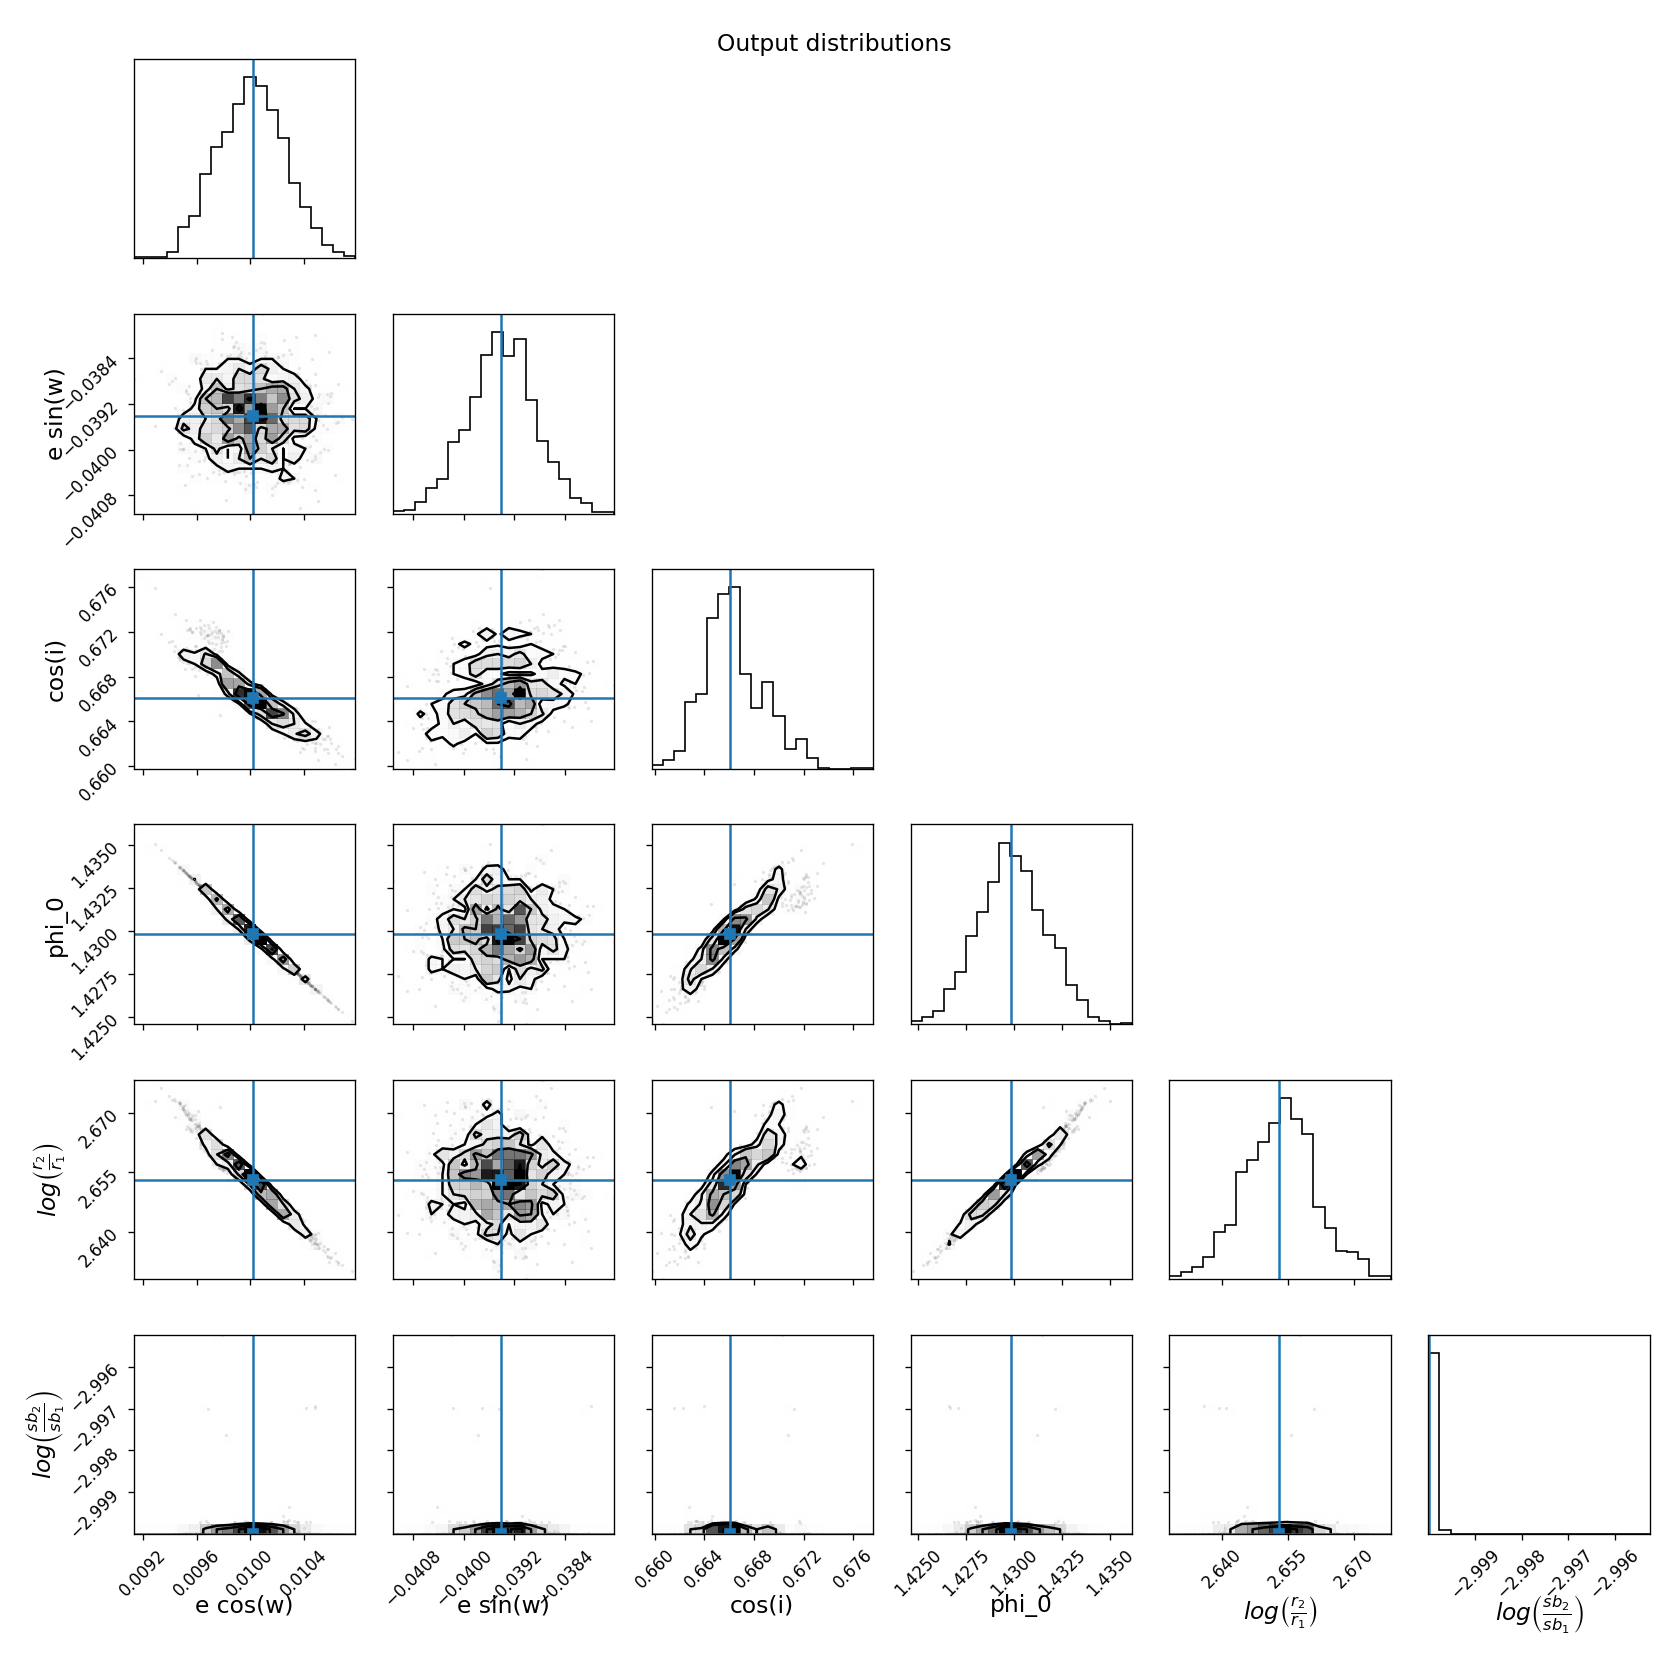 Output distributions
e sin(w)
−0.0384
−0.0392
−0.0400
−0.0408
cos(i)
0.676
0.672
0.668
0.664
0.660
phi_0
1.4350
1.4325
1.4300
1.4275
1.4250
log(r₂/r₁)
2.670
2.655
2.640
log(sb₂/sb₁)
−2.996
−2.997
−2.998
−2.999
0.0092 0.0096 0.0100 0.0104
−0.0408 −0.0400 −0.0392 −0.0384
0.660 0.664 0.668 0.672 0.676
1.4250 1.4275 1.4300 1.4325 1.4350
2.640 2.655 2.670
−2.999 −2.998 −2.997 −2.996
e cos(w)
e sin(w)
cos(i)
phi_0
log(r₂/r₁)
log(sb₂/sb₁)